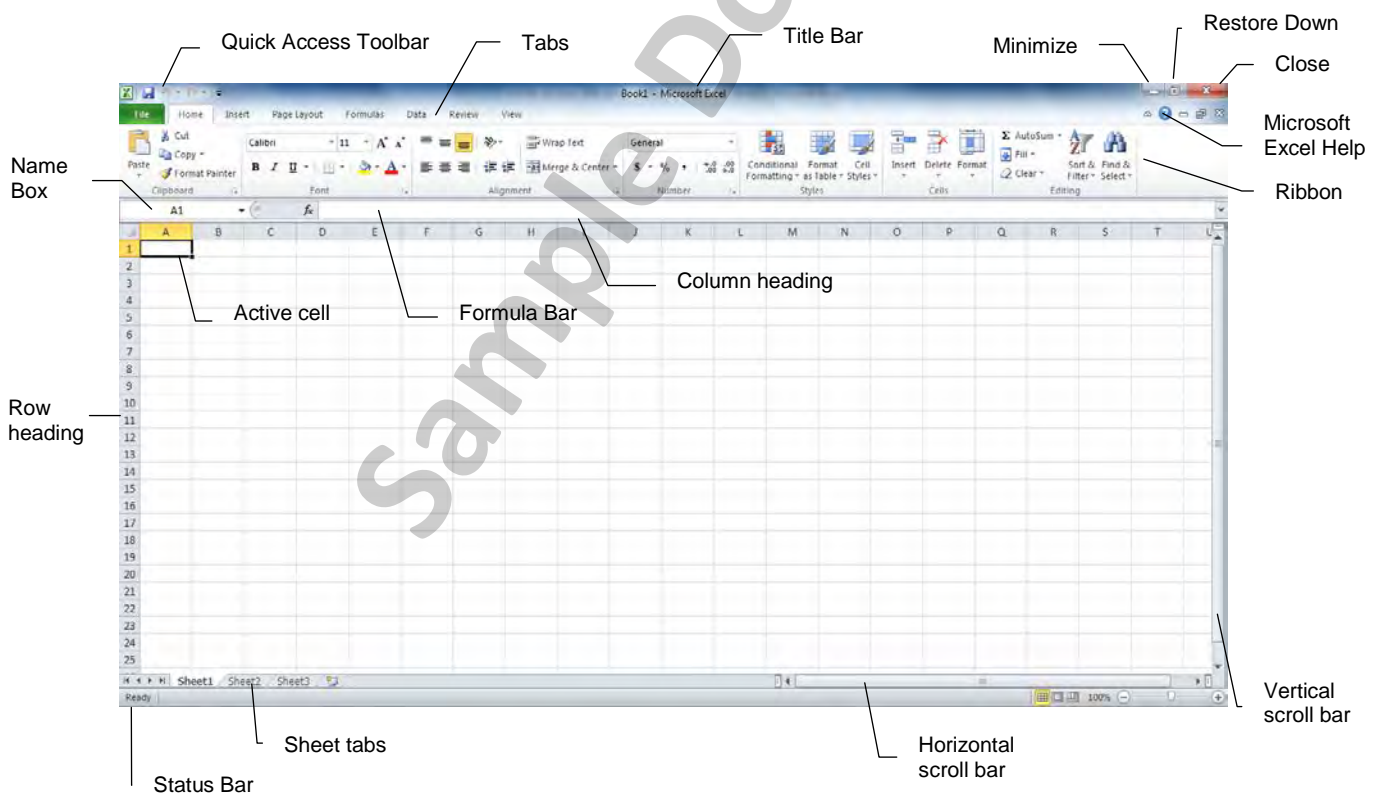 Restore Down
Quick Access Toolbar
Tabs
Title Bar
Minimize
Close
Book1 - Microsoft Excel
File Home Insert Page Layout Formulas Data Review View
Microsoft
Excel Help
Cut
Copy
Format Painter
Paste
Clipboard
Calibri 11
B I U
Font
Wrap Text
Merge & Center
Alignment
General
$ %
Number
Conditional
Formatting
Format
as Table
Cell
Styles
Styles
Insert Delete Format
Cells
Σ AutoSum
Fill
Clear
Sort &
Filter
Find &
Select
Editing
Name
Box
Ribbon
A1 fx
A B C D E F G H I J K L M N O P Q R S T U
1
2
3
4
5
6
7
8
9
10
11
12
13
14
15
16
17
18
19
20
21
22
23
24
25
Column heading
Active cell
Formula Bar
Row
heading
Sample Do
Sheet1 Sheet2 Sheet3
Ready
100%
Vertical
scroll bar
Sheet tabs
Horizontal
scroll bar
Status Bar